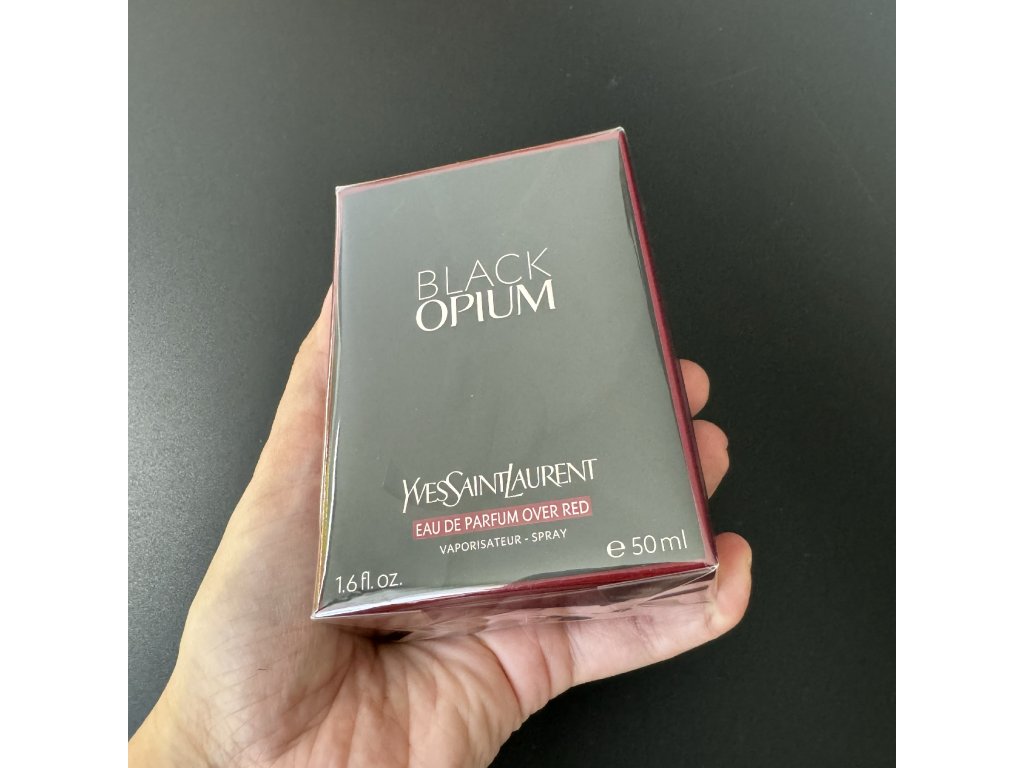 BLACK
OPIUM
YVESSAINTLAURENT
EAU DE PARFUM OVER RED
VAPORISATEUR - SPRAY
1.6 fl. oz.
℮ 50 ml